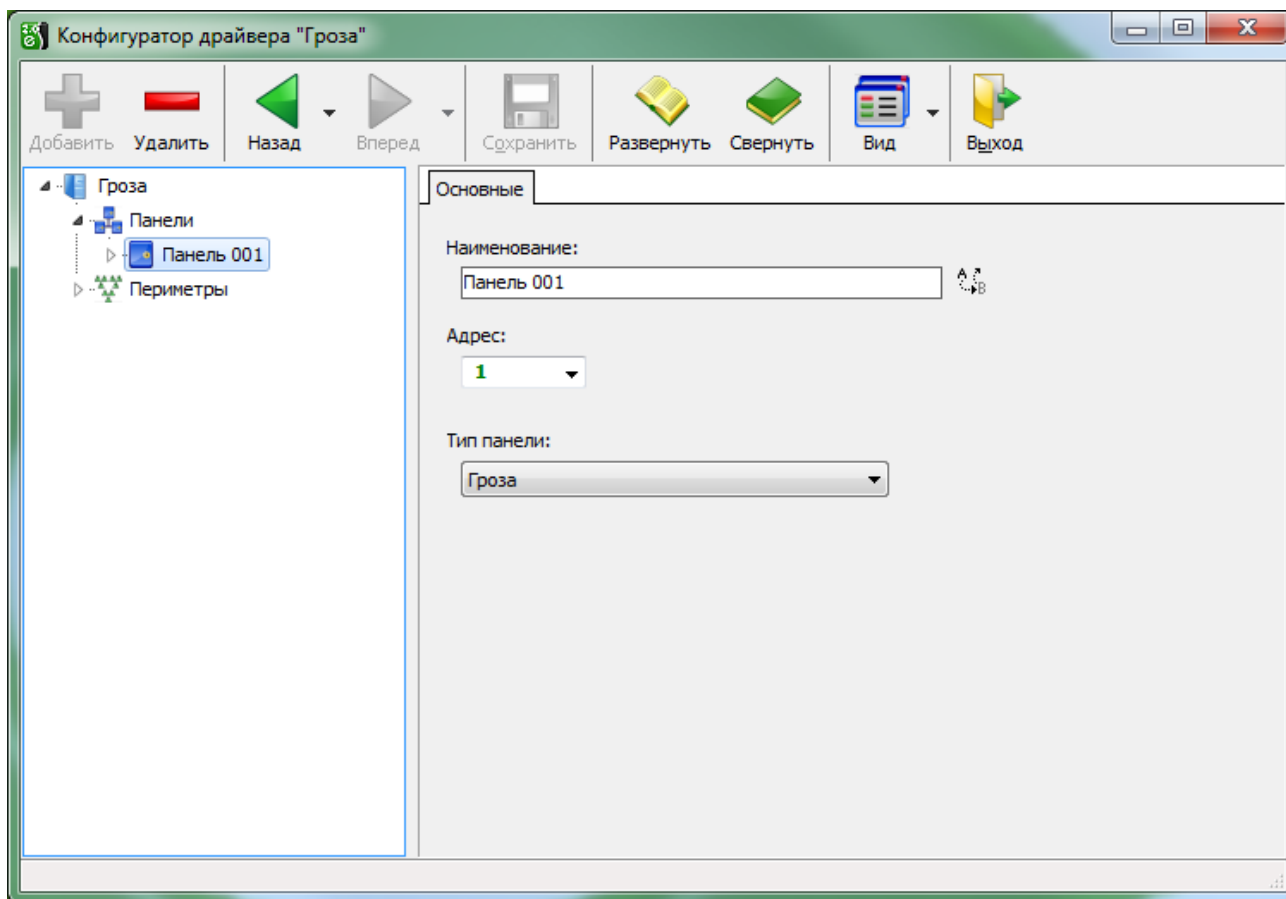 Конфигуратор драйвера "Гроза"
Добавить Удалить Назад Вперед Сохранить Развернуть Свернуть Вид Выход
Гроза
Панели
Панель 001
Периметры
Основные
Наименование:
Панель 001
Адрес:
1
Тип панели:
Гроза